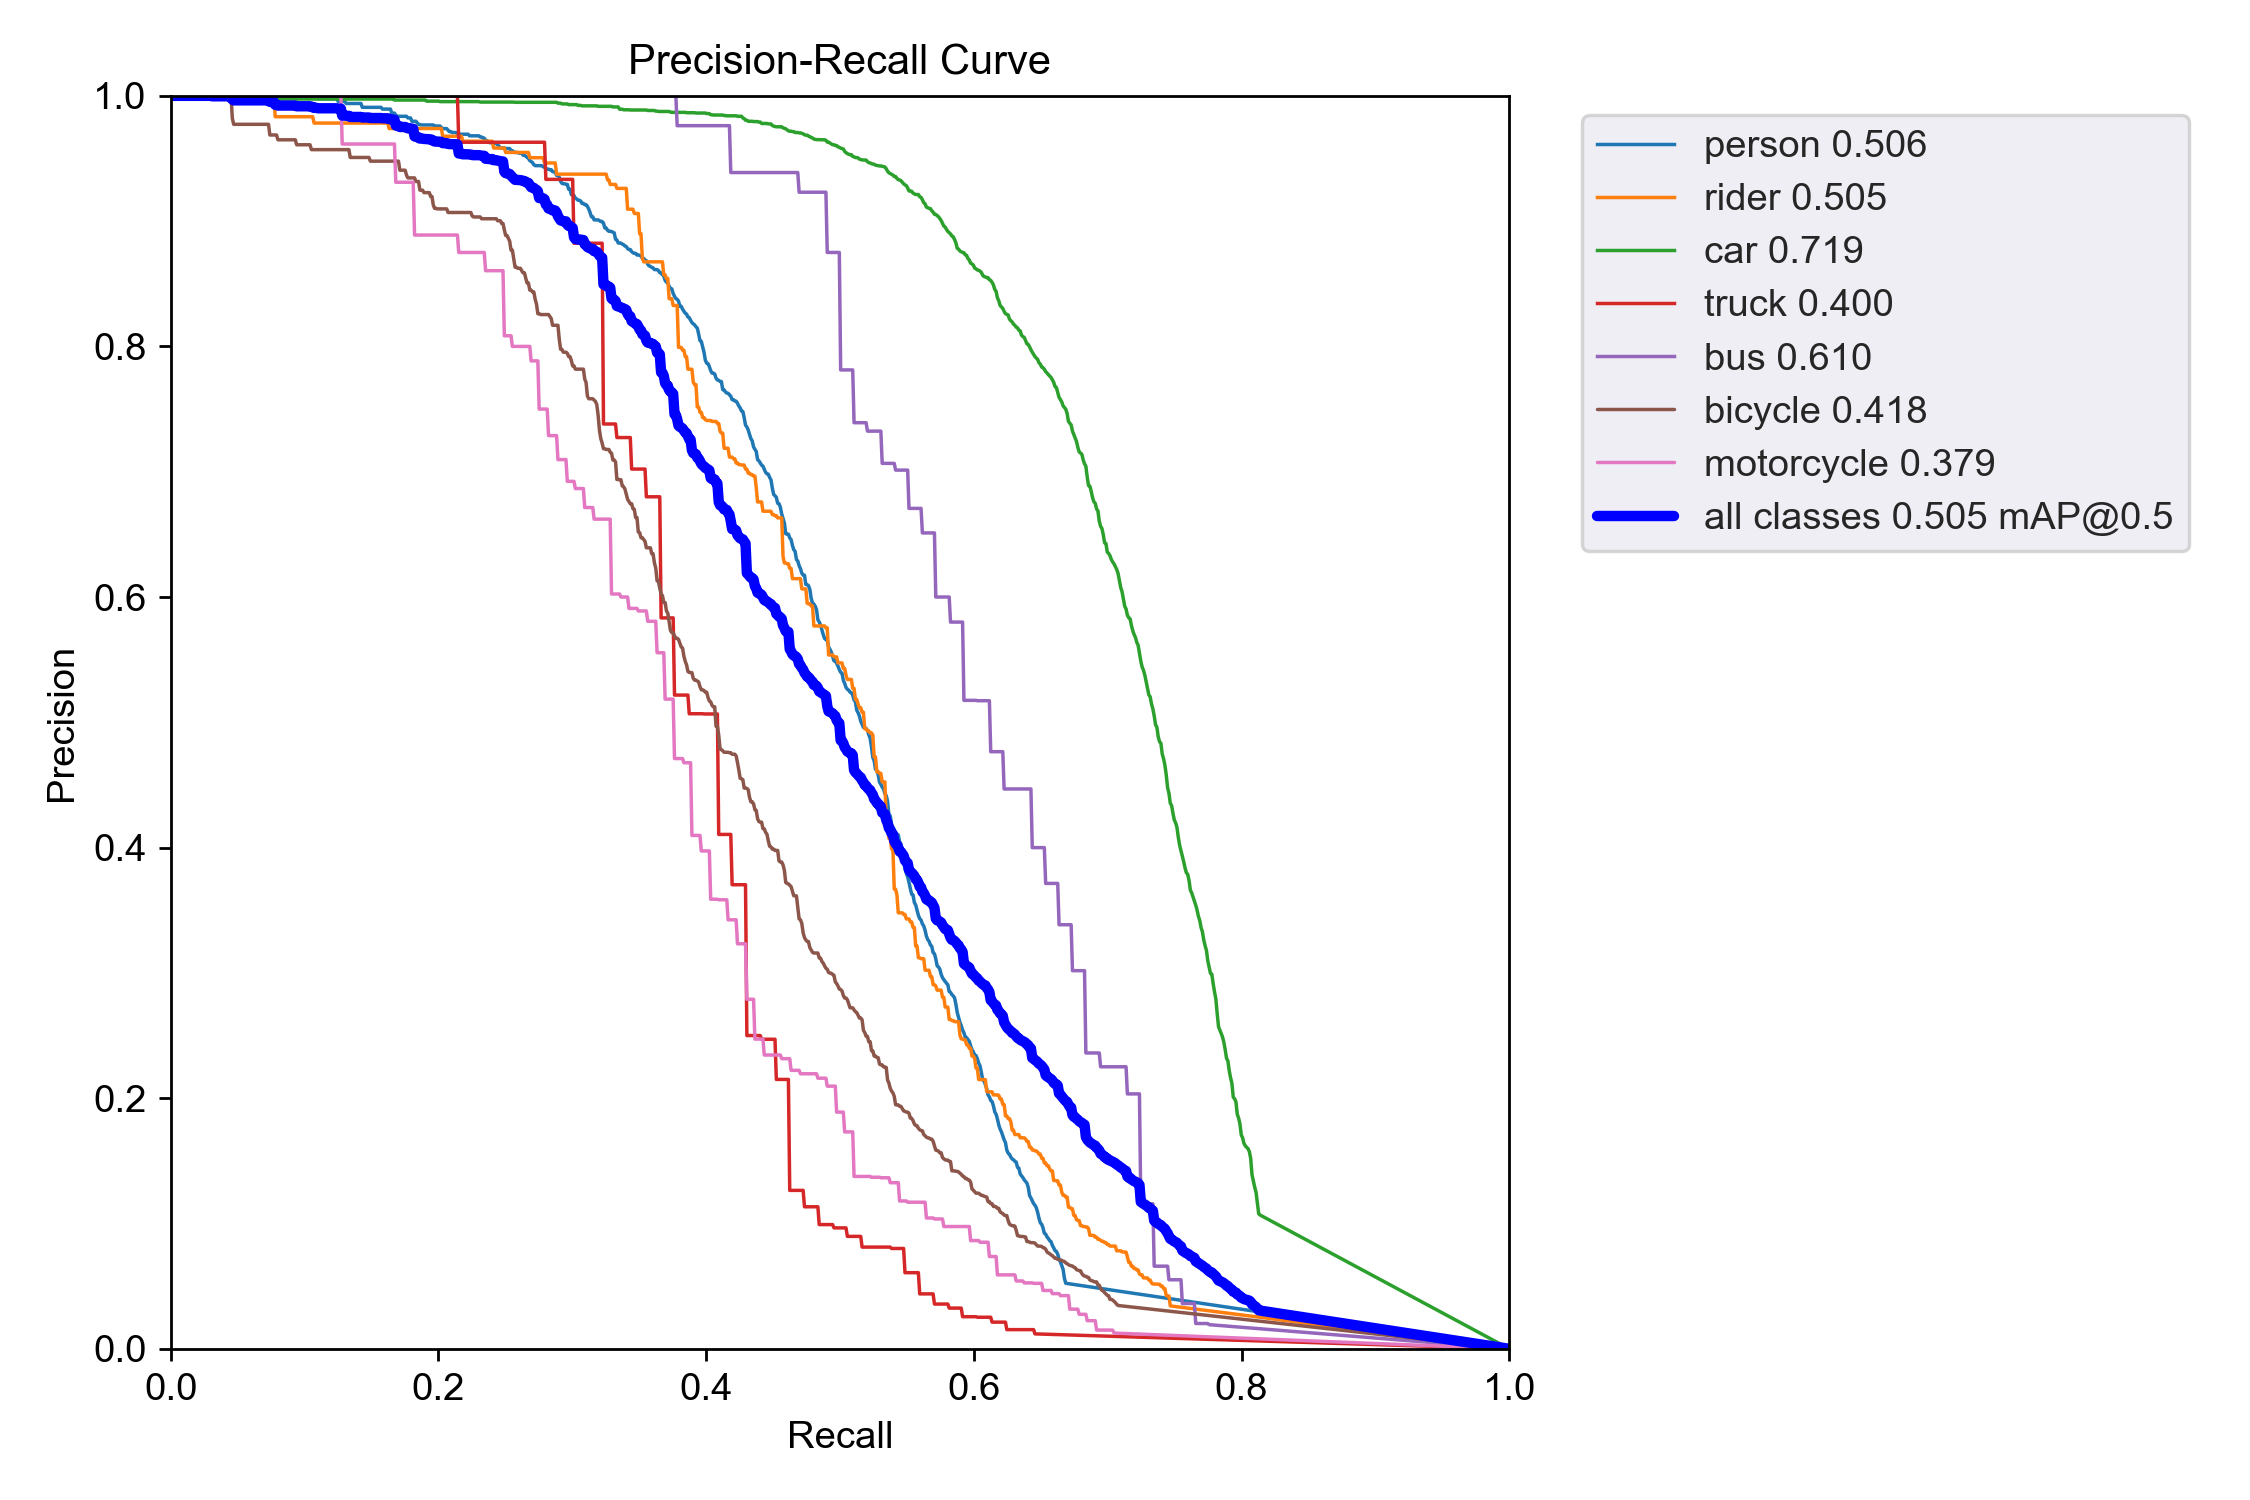 Precision-Recall Curve
1.0
0.8
0.6
0.4
0.2
0.0
Precision
0.0 0.2 0.4 0.6 0.8 1.0
Recall
person 0.506
rider 0.505
car 0.719
truck 0.400
bus 0.610
bicycle 0.418
motorcycle 0.379
all classes 0.505 mAP@0.5